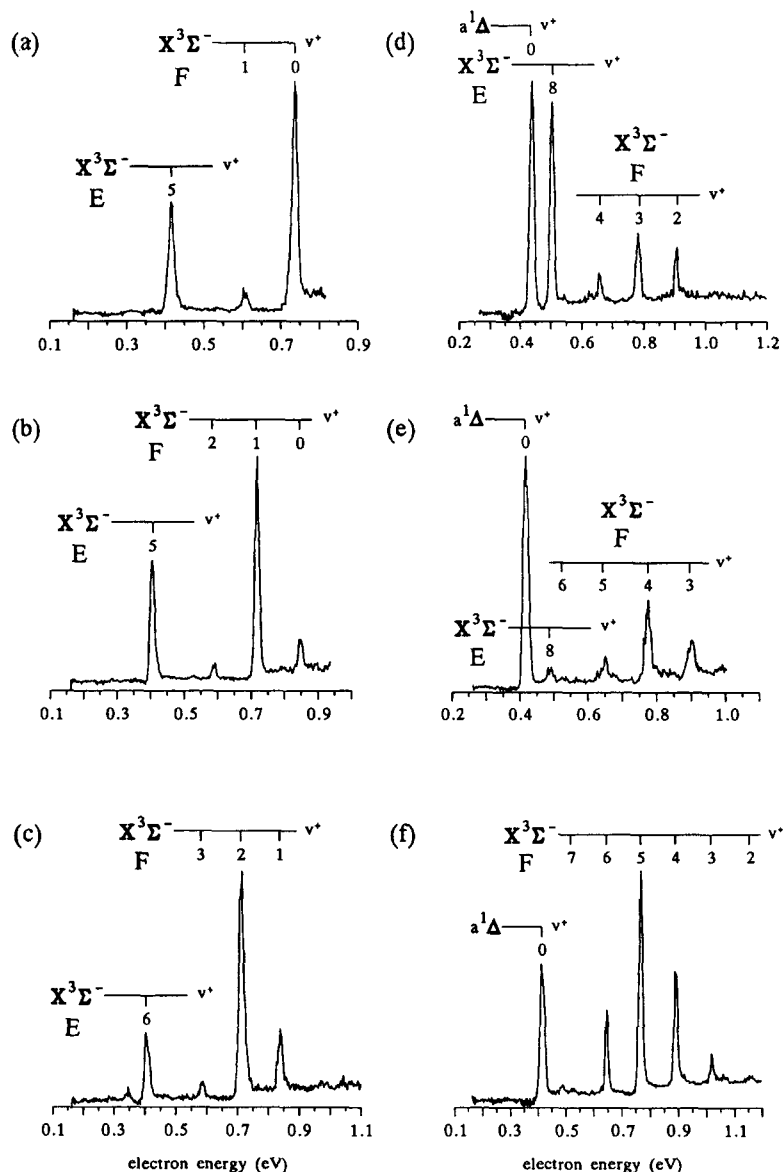 (a)
X³Σ⁻ v⁺
F 1 0
X³Σ⁻ v⁺
E 5
0.1 0.3 0.5 0.7 0.9
(b)
X³Σ⁻ v⁺
F 2 1 0
X³Σ⁻ v⁺
E 5
0.1 0.3 0.5 0.7 0.9
(c)
X³Σ⁻ v⁺
F 3 2 1
X³Σ⁻ v⁺
E 6
0.1 0.3 0.5 0.7 0.9 1.1
electron energy (eV)
(d)
a¹Δ v⁺
0
X³Σ⁻ v⁺
E 8
X³Σ⁻
F
v⁺
4 3 2
0.2 0.4 0.6 0.8 1.0 1.2
(e)
a¹Δ v⁺
0
X³Σ⁻
F
v⁺
6 5 4 3
X³Σ⁻ v⁺
E 8
0.2 0.4 0.6 0.8 1.0
(f)
X³Σ⁻ v⁺
F 7 6 5 4 3 2
a¹Δ v⁺
0
0.1 0.3 0.5 0.7 0.9 1.1
electron energy (eV)